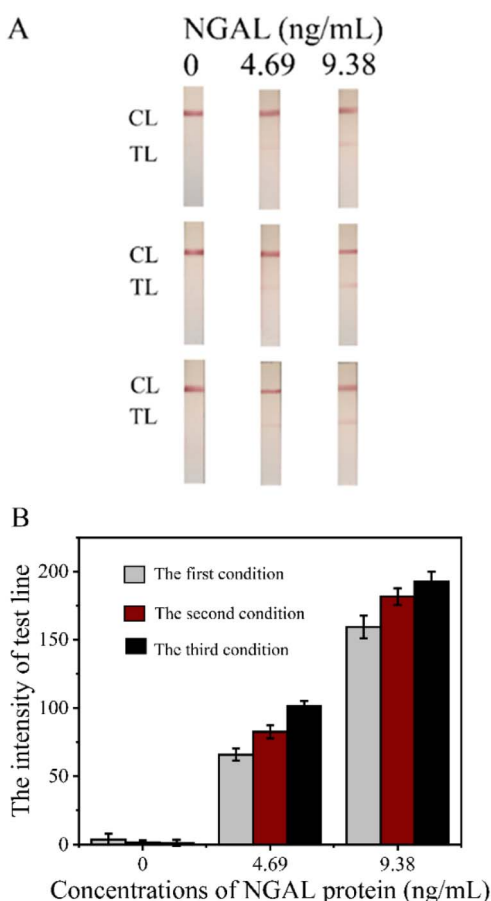 A
NGAL (ng/mL)
0 4.69 9.38
CL
TL
CL
TL
CL
TL
B
The intensity of test line
200
150
100
50
0
The first condition
The second condition
The third condition
0 4.69 9.38
Concentrations of NGAL protein (ng/mL)